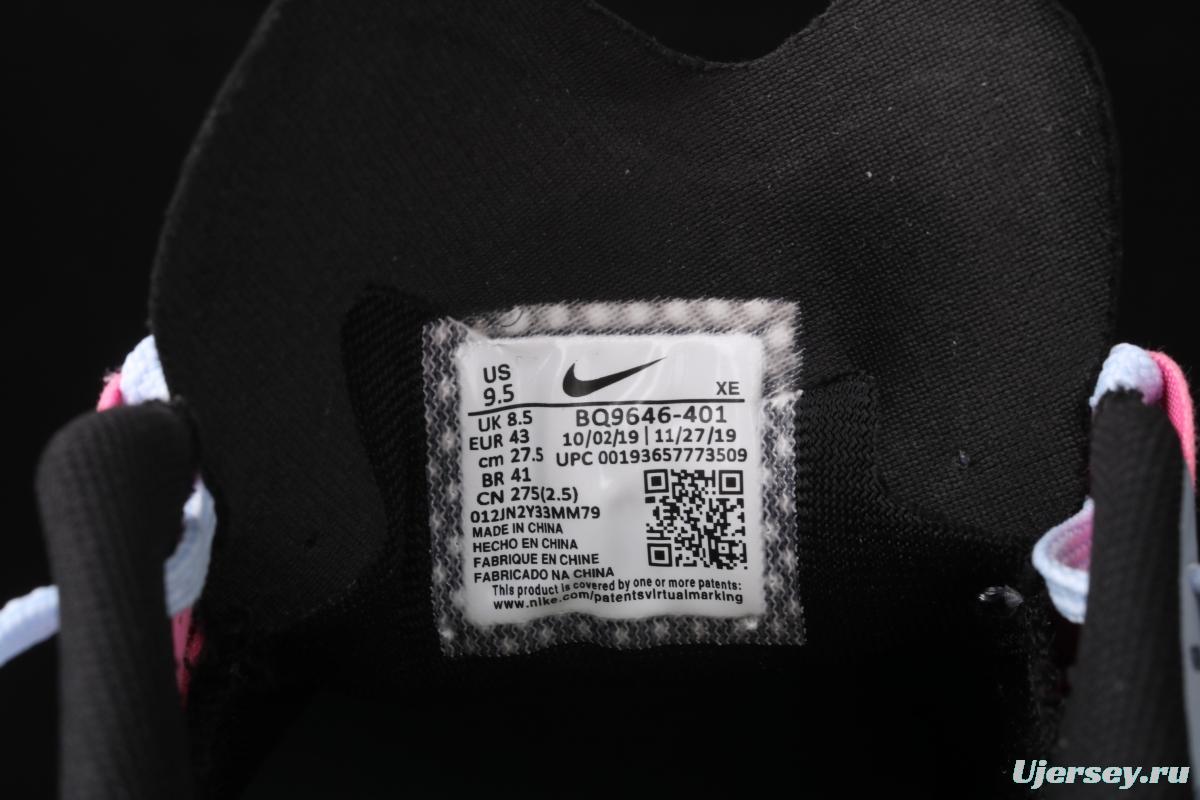 US
9.5
XE
UK 8.5
EUR 43
cm 27.5
BR 41
CN 275(2.5)
012JN2Y33MM79
BQ9646-401
10/02/19 | 11/27/19
UPC 00193657773509
MADE IN CHINA
HECHO EN CHINA
FABRIQUE EN CHINE
FABRICADO NA CHINA
This product is covered by one or more patents:
www.nike.com/patentsvirtualmarking
Ujersey.ru